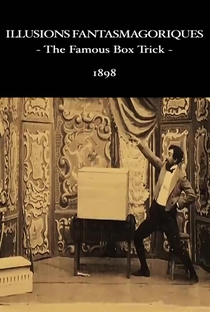 ILLUSIONS FANTASMAGORIQUES
- The Famous Box Trick -
1898